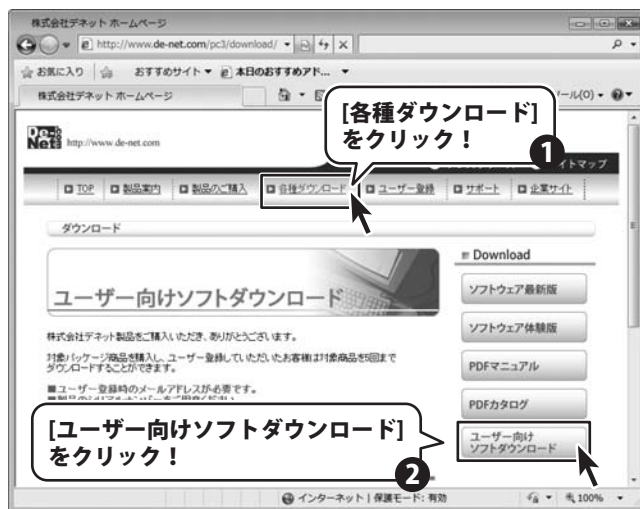 株式会社デネット ホームページ
http://www.de-net.com/pc3/download/
お気に入り おすすめサイト 本日のおすすめアド...
株式会社デネット ホームページ
ール(O)
[各種ダウンロード]
をクリック！
1
De-Net http://www.de-net.com
イトマップ
TOP 製品案内 製品のご購入 各種ダウンロード ユーザー登録 サポート 企業サイト
ダウンロード
Download
ユーザー向けソフトダウンロード
ソフトウェア最新版
ソフトウェア体験版
PDFマニュアル
PDFカタログ
ユーザー向け
ソフトダウンロード
株式会社デネット製品をご購入いただき、ありがとうございます。
対象パッケージ商品を購入し、ユーザー登録していただいたお客様は対象商品を5回まで
ダウンロードすることができます。
■ユーザー登録時のメールアドレスが必要です。
[ユーザー向けソフトダウンロード]
をクリック！
2
インターネット | 保護モード: 有効
100%